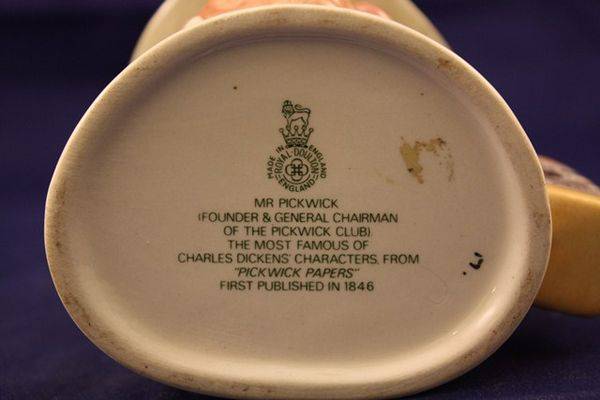 MADE IN ENGLAND
ROYAL·DOULTON
ENGLAND
MR PICKWICK
(FOUNDER & GENERAL CHAIRMAN
OF THE PICKWICK CLUB)
THE MOST FAMOUS OF
CHARLES DICKENS' CHARACTERS, FROM
"PICKWICK PAPERS"
FIRST PUBLISHED IN 1846